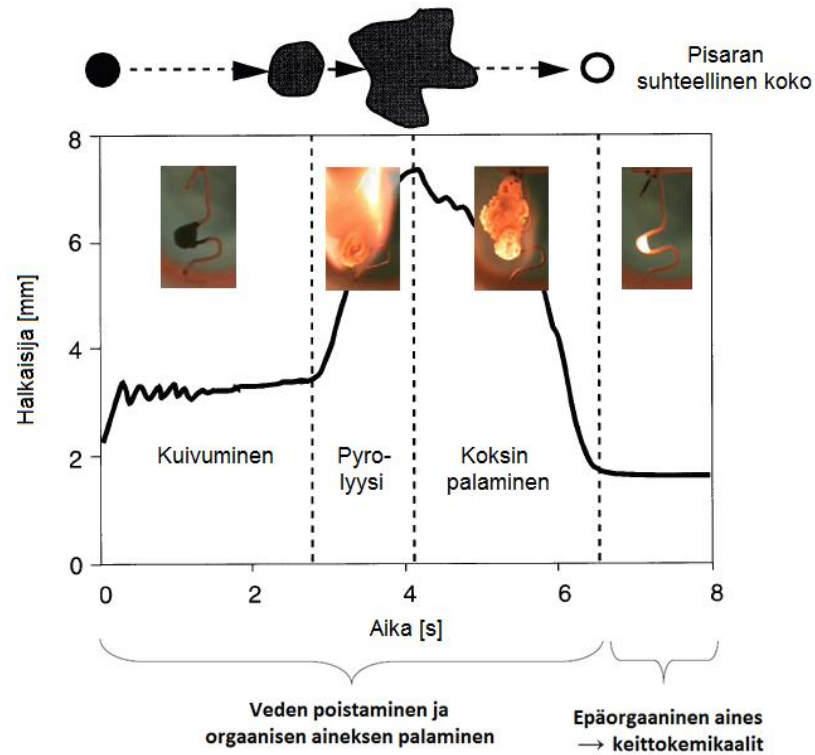 Pisaran
suhteellinen koko
8
6
4
2
0
Halkaisija [mm]
Kuivuminen
Pyro-
lyysi
Koksin
palaminen
0 2 4 6 8
Aika [s]
Veden poistaminen ja
orgaanisen aineksen palaminen
Epäorgaaninen aines
→ keittokemikaalit